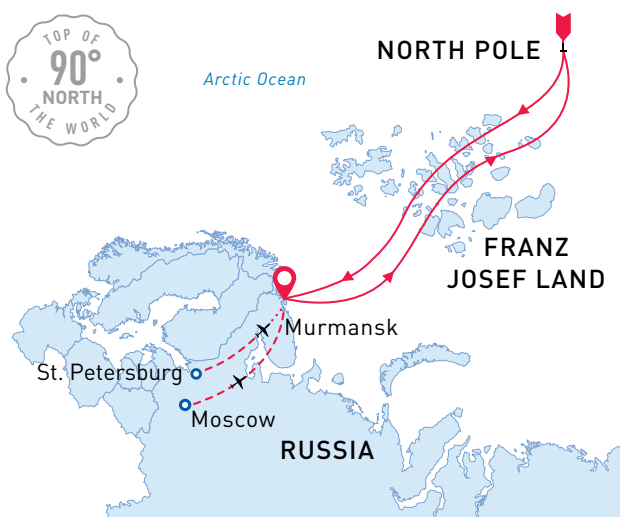 TOP OF
90°
NORTH
THE WORLD
NORTH POLE
Arctic Ocean
FRANZ
JOSEF LAND
Murmansk
St. Petersburg
Moscow
RUSSIA